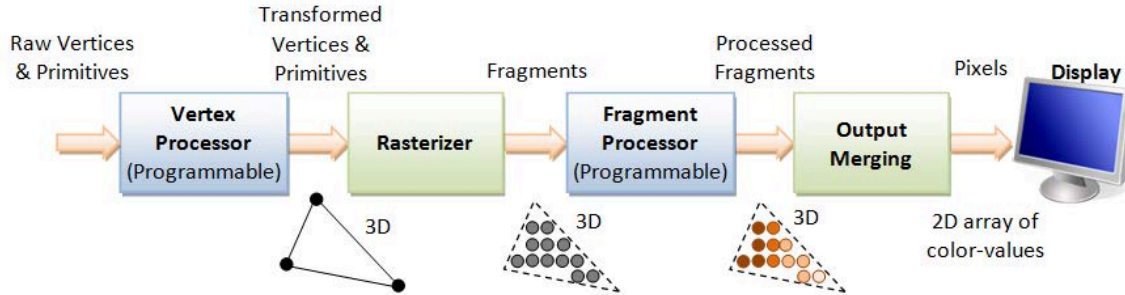 Raw Vertices
& Primitives
Transformed
Vertices &
Primitives
Fragments
Processed
Fragments
Pixels
Display
Vertex
Processor
(Programmable)
Rasterizer
Fragment
Processor
(Programmable)
Output
Merging
3D
3D
3D
2D array of
color-values